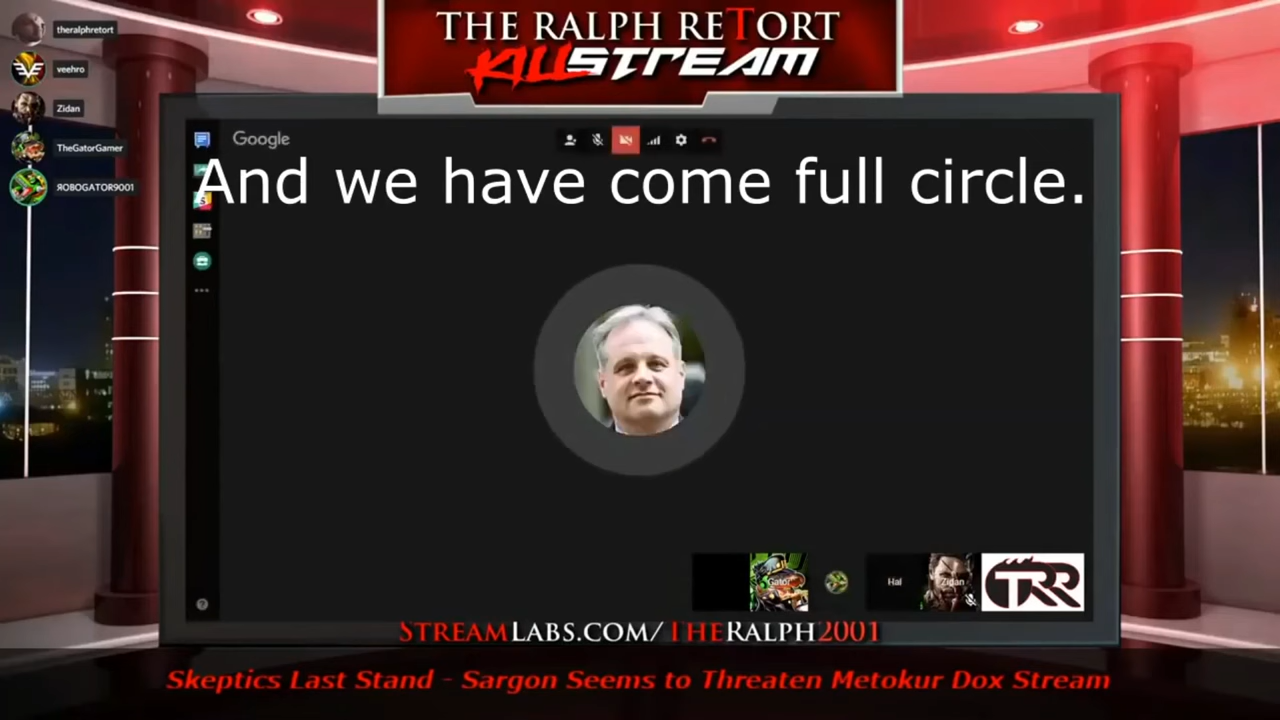 THE RALPH RETORT
KILLSTREAM
theralphretort
veehro
Zidan
TheGatorGamer
ROBOGATOR9001
Google
And we have come full circle.
Gator
Hal
Zidan
TRR
STREAMLABS.COM/THERALPH2001
Skeptics Last Stand - Sargon Seems to Threaten Metokur Dox Stream